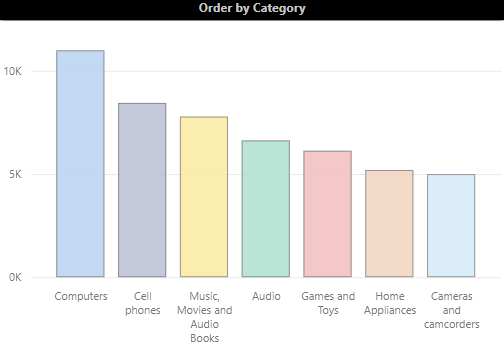 Order by Category
10K
5K
0K
Computers
Cell
phones
Music,
Movies and
Audio
Books
Audio
Games and
Toys
Home
Appliances
Cameras
and
camcorders